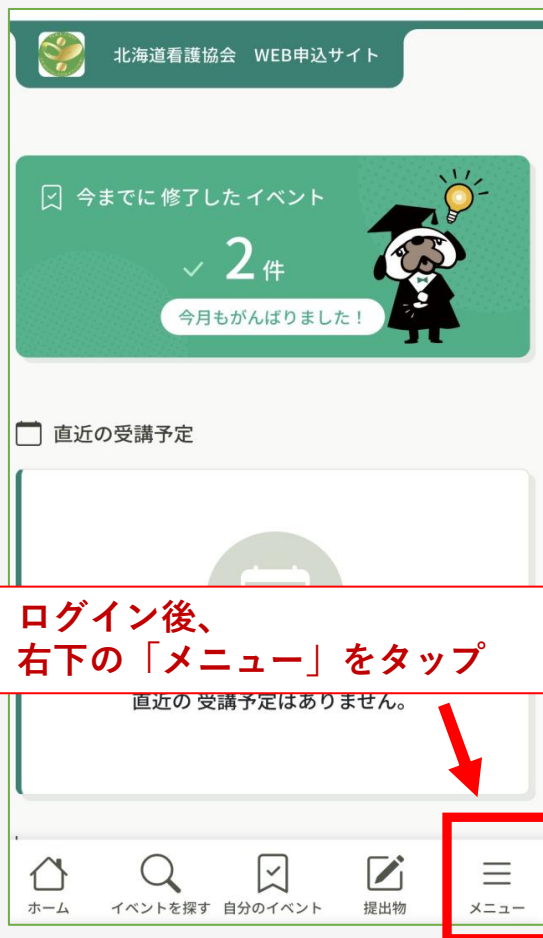 北海道看護協会　WEB申込サイト
今までに 修了した イベント
2件
今月もがんばりました！
直近の受講予定
ログイン後、
右下の「メニュー」をタップ
直近の 受講予定はありません。
ホーム
イベントを探す
自分のイベント
提出物
メニュー